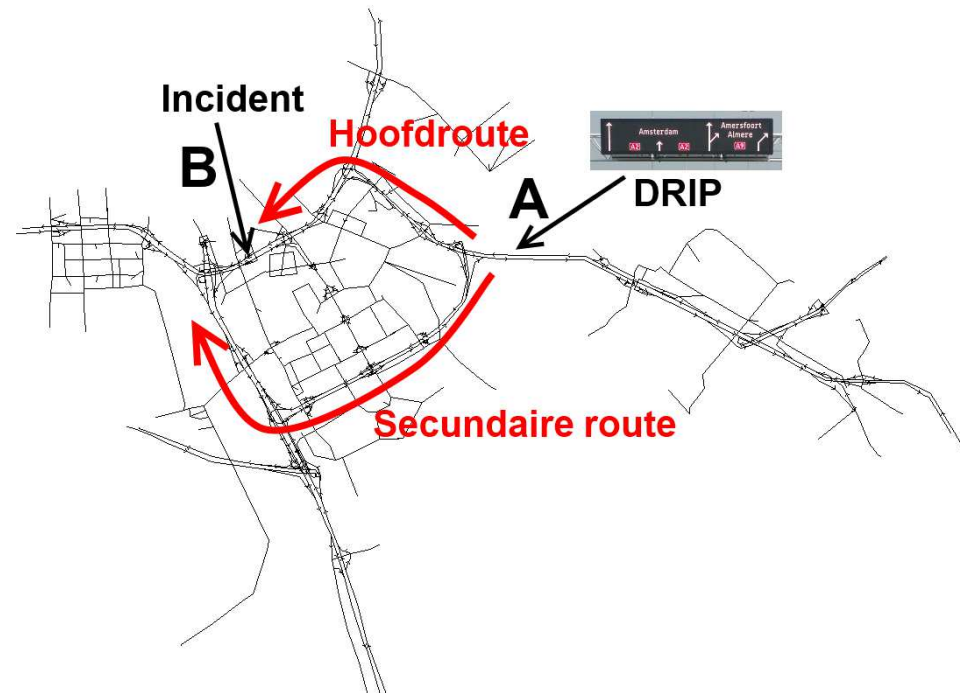 Incident
B
Hoofdroute
A
Amsterdam
Amersfoort
Almere
A2
A2
A9
DRIP
Secundaire route